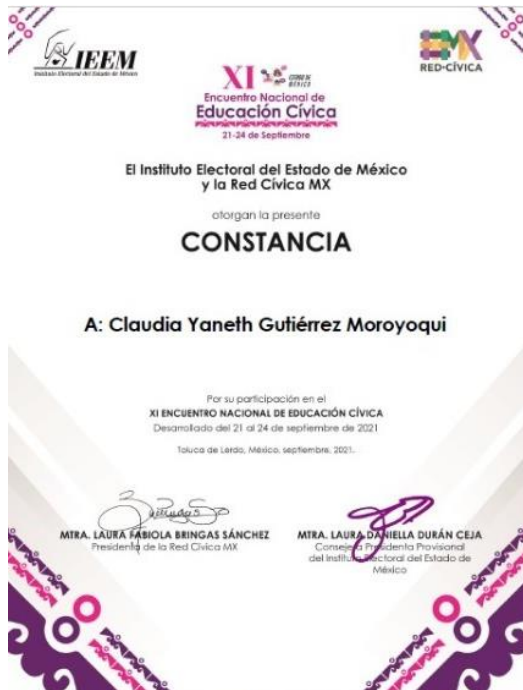 IEEM
Instituto Electoral del Estado de México
RED·CÍVICA
XI
Encuentro Nacional de
Educación Cívica
21-24 de Septiembre
El Instituto Electoral del Estado de México
y la Red Cívica MX
otorgan la presente
CONSTANCIA
A: Claudia Yaneth Gutiérrez Moroyoqui
Por su participación en el
XI ENCUENTRO NACIONAL DE EDUCACIÓN CÍVICA
Desarrollado del 21 al 24 de septiembre de 2021
Toluca de Lerdo, México, septiembre, 2021.
MTRA. LAURA FABIOLA BRINGAS SÁNCHEZ
Presidenta de la Red Cívica MX
MTRA. LAURA DANIELLA DURÁN CEJA
Consejera Presidenta Provisional
del Instituto Electoral del Estado de
México